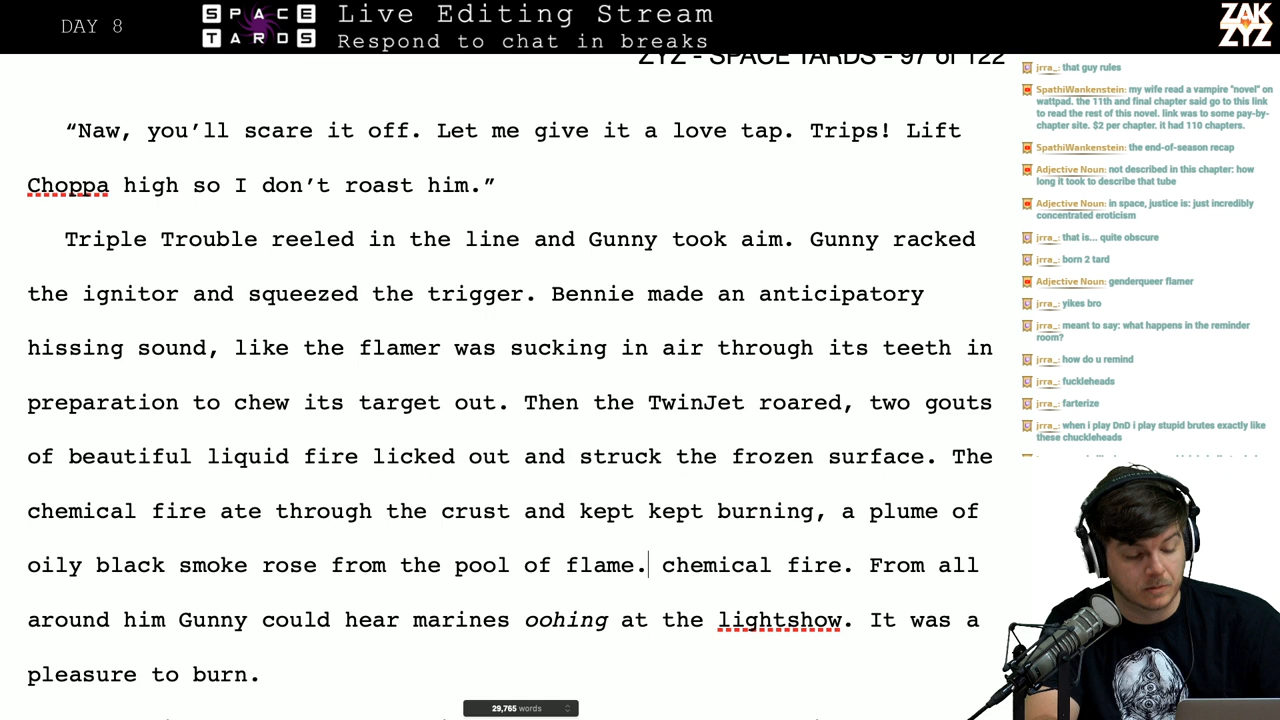 DAY 8
SPACE
TARDS
Live Editing Stream
Respond to chat in breaks
ZAK
ZYZ
ZYZ - SPACE TARDS - 97 of 122
“Naw, you’ll scare it off. Let me give it a love tap. Trips! Lift
Choppa high so I don’t roast him.”
Triple Trouble reeled in the line and Gunny took aim. Gunny racked
the ignitor and squeezed the trigger. Bennie made an anticipatory
hissing sound, like the flamer was sucking in air through its teeth in
preparation to chew its target out. Then the TwinJet roared, two gouts
of beautiful liquid fire licked out and struck the frozen surface. The
chemical fire ate through the crust and kept kept burning, a plume of
oily black smoke rose from the pool of flame. chemical fire. From all
around him Gunny could hear marines oohing at the lightshow. It was a
pleasure to burn.
29,765 words
jrra_: that guy rules
SpathiWankenstein: my wife read a vampire "novel" on
wattpad. the 11th and final chapter said go to this link
to read the rest of this novel. link was to some pay-by-
chapter site. $2 per chapter. it had 110 chapters.
SpathiWankenstein: the end-of-season recap
Adjective Noun: not described in this chapter: how
long it took to describe that tube
Adjective Noun: in space, justice is: just incredibly
concentrated eroticism
jrra_: that is... quite obscure
jrra_: born 2 tard
Adjective Noun: genderqueer flamer
jrra_: yikes bro
jrra_: meant to say: what happens in the reminder
room?
jrra_: how do u remind
jrra_: fuckleheads
jrra_: farterize
jrra_: when i play DnD i play stupid brutes exactly like
these chuckleheads